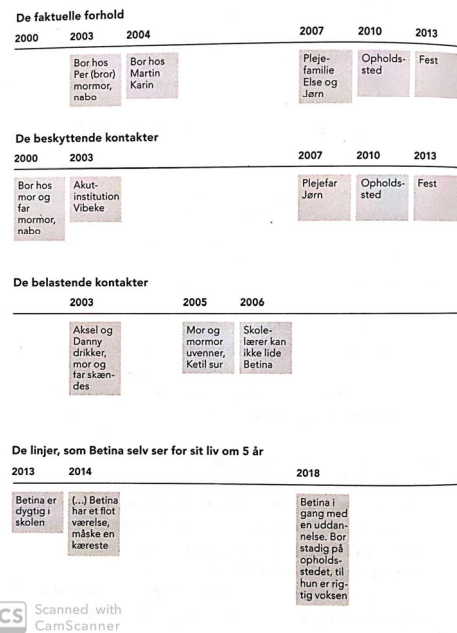 De faktuelle forhold
2000 2003 2004 2007 2010 2013
Bor hos
Per (bror)
mormor,
nabo
Bor hos
Martin
Karin
Pleje-
familie
Else og
Jørn
Opholds-
sted
Fest
De beskyttende kontakter
2000 2003 2007 2010 2013
Bor hos
mor og
far
mormor,
nabo
Akut-
institution
Vibeke
Plejefar
Jørn
Opholds-
sted
Fest
De belastende kontakter
2003 2005 2006
Aksel og
Danny
drikker,
mor og
far skæn-
des
Mor og
mormor
uvenner,
Ketil sur
Skole-
lærer kan
ikke lide
Betina
De linjer, som Betina selv ser for sit liv om 5 år
2013 2014 2018
Betina er
dygtig i
skolen
(...) Betina
har et flot
værelse,
måske en
kæreste
Betina i
gang med
en uddan-
nelse. Bor
stadig på
opholds-
stedet, til
hun er rig-
tig voksen
CS Scanned with
CamScanner